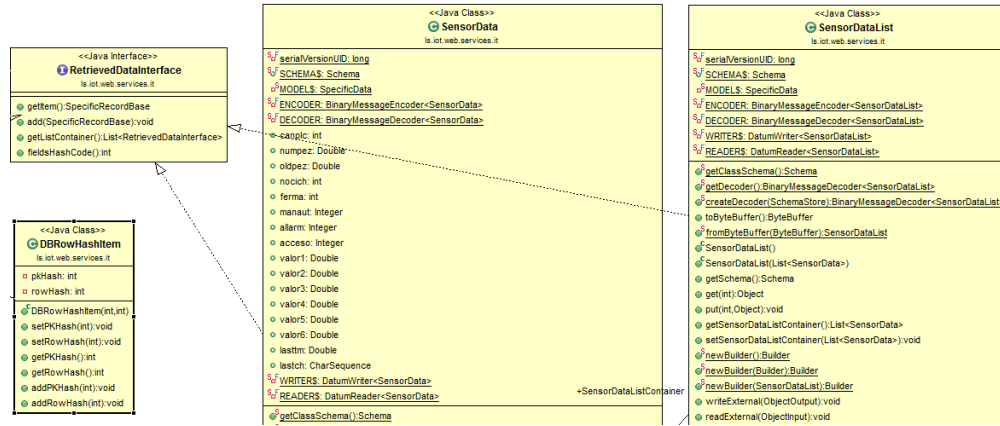 <<Java Interface>>
RetrievedDataInterface
ls.iot.web.services.it
getItem():SpecificRecordBase
add(SpecificRecordBase):void
getListContainer():List<RetrievedDataInterface>
fieldsHashCode():int
<<Java Class>>
DBRowHashItem
ls.iot.web.services.it
pkHash: int
rowHash: int
DBRowHashItem(int,int)
setPKHash(int):void
setRowHash(int):void
getPKHash():int
getRowHash():int
addPKHash(int):void
addRowHash(int):void
<<Java Class>>
SensorData
ls.iot.web.services.it
serialVersionUID: long
SCHEMA$: Schema
MODEL$: SpecificData
ENCODER: BinaryMessageEncoder<SensorData>
DECODER: BinaryMessageDecoder<SensorData>
canplc: int
numpez: Double
oldpez: Double
nocich: int
ferma: int
manaut: Integer
allarm: Integer
acceso: Integer
valor1: Double
valor2: Double
valor3: Double
valor4: Double
valor5: Double
valor6: Double
lasttm: Double
lastch: CharSequence
WRITER$: DatumWriter<SensorData>
READER$: DatumReader<SensorData>
getClassSchema():Schema
+SensorDataListContainer
<<Java Class>>
SensorDataList
ls.iot.web.services.it
serialVersionUID: long
SCHEMA$: Schema
MODEL$: SpecificData
ENCODER: BinaryMessageEncoder<SensorDataList>
DECODER: BinaryMessageDecoder<SensorDataList>
WRITER$: DatumWriter<SensorDataList>
READER$: DatumReader<SensorDataList>
getClassSchema():Schema
getDecoder():BinaryMessageDecoder<SensorDataList>
createDecoder(SchemaStore):BinaryMessageDecoder<SensorDataList>
toByteBuffer():ByteBuffer
fromByteBuffer(ByteBuffer):SensorDataList
SensorDataList()
SensorDataList(List<SensorData>)
getSchema():Schema
get(int):Object
put(int,Object):void
getSensorDataListContainer():List<SensorData>
setSensorDataListContainer(List<SensorData>):void
newBuilder():Builder
newBuilder(Builder):Builder
newBuilder(SensorDataList):Builder
writeExternal(ObjectOutput):void
readExternal(ObjectInput):void